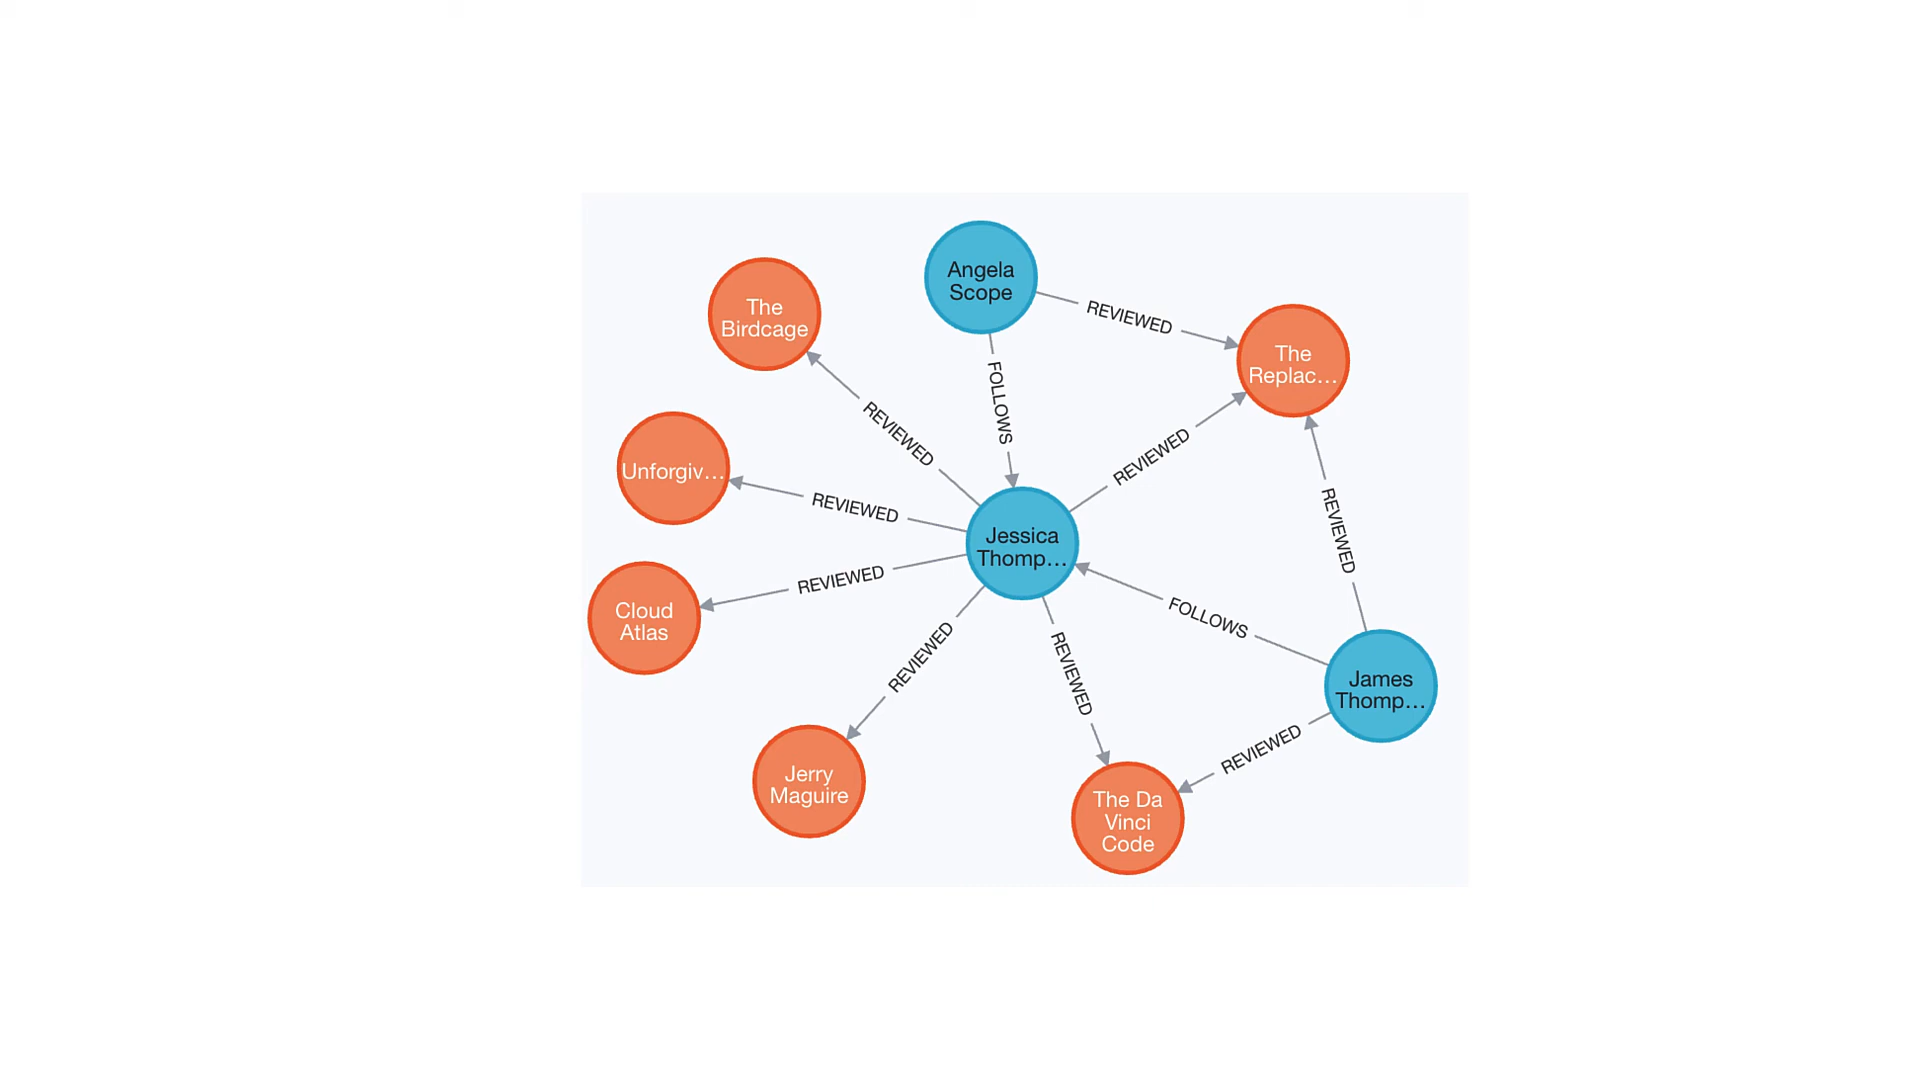 Angela
Scope
The
Birdcage
REVIEWED
The
Replac...
FOLLOWS
REVIEWED
REVIEWED
Unforgiv...
REVIEWED
REVIEWED
Jessica
Thomp...
REVIEWED
Cloud
Atlas
FOLLOWS
REVIEWED
REVIEWED
James
Thomp...
REVIEWED
Jerry
Maguire
The Da
Vinci
Code